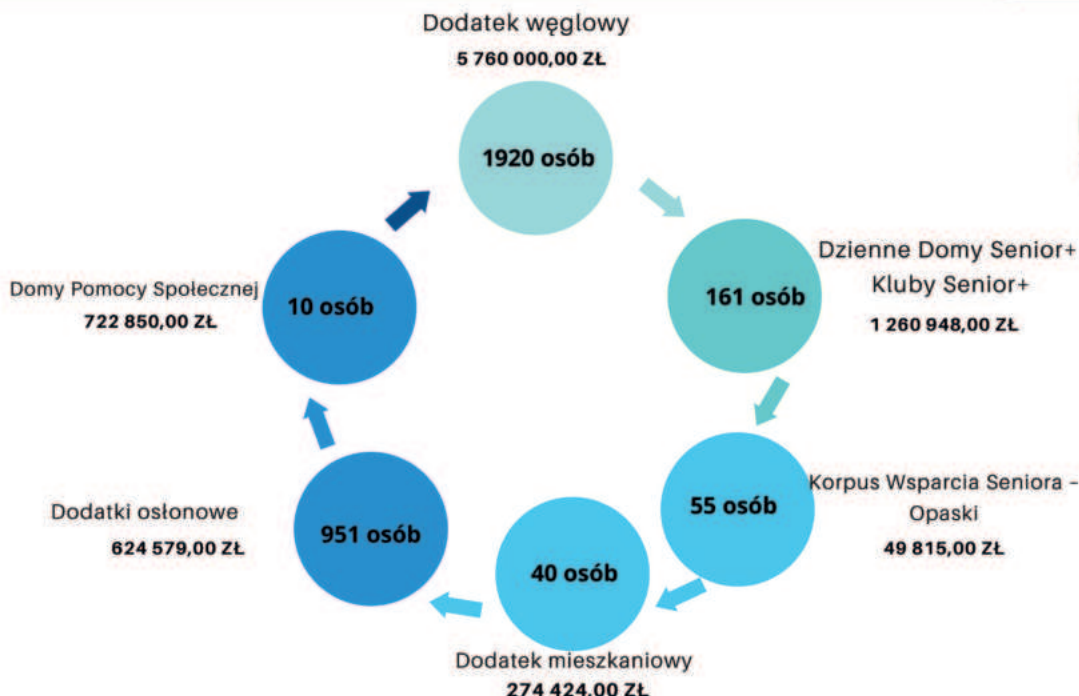 Dodatek węglowy
5 760 000,00 ZŁ
1920 osób
Dzienne Domy Senior+
Kluby Senior+
1 260 948,00 ZŁ
161 osób
Korpus Wsparcia Seniora –
Opaski
49 815,00 ZŁ
55 osób
40 osób
Dodatek mieszkaniowy
274 424,00 ZŁ
951 osób
Dodatki osłonowe
624 579,00 ZŁ
10 osób
Domy Pomocy Społecznej
722 850,00 ZŁ